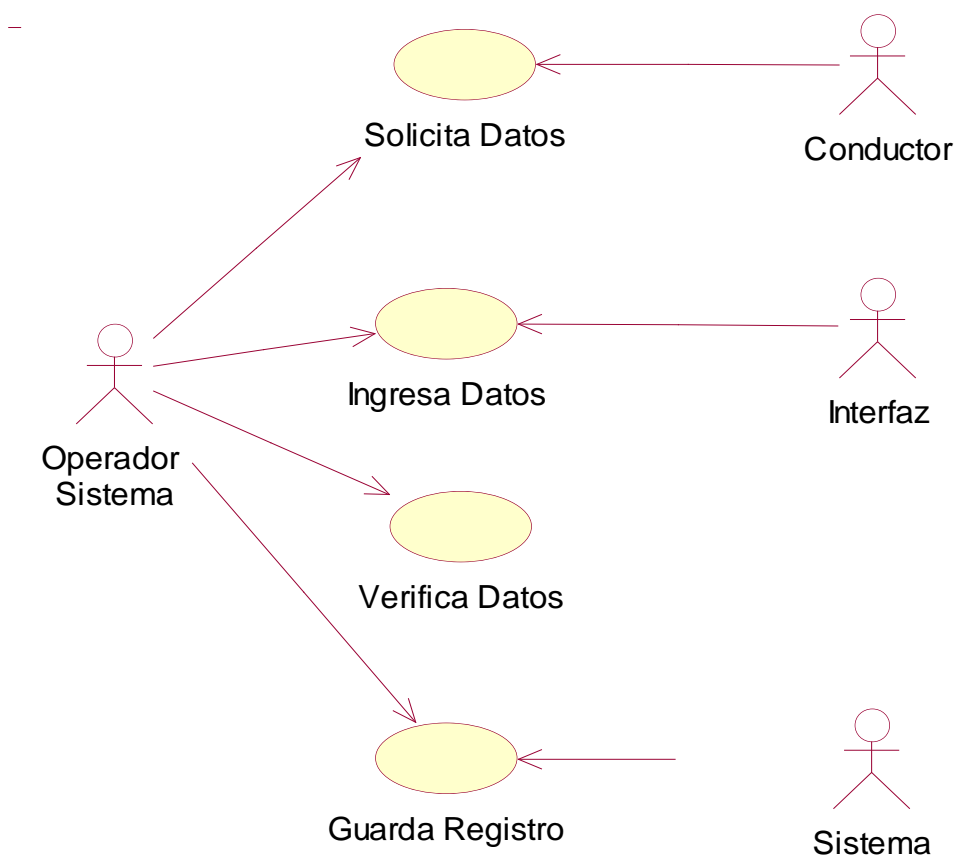 Solicita Datos
Conductor
Ingresa Datos
Interfaz
Operador
Sistema
Verifica Datos
Guarda Registro
Sistema